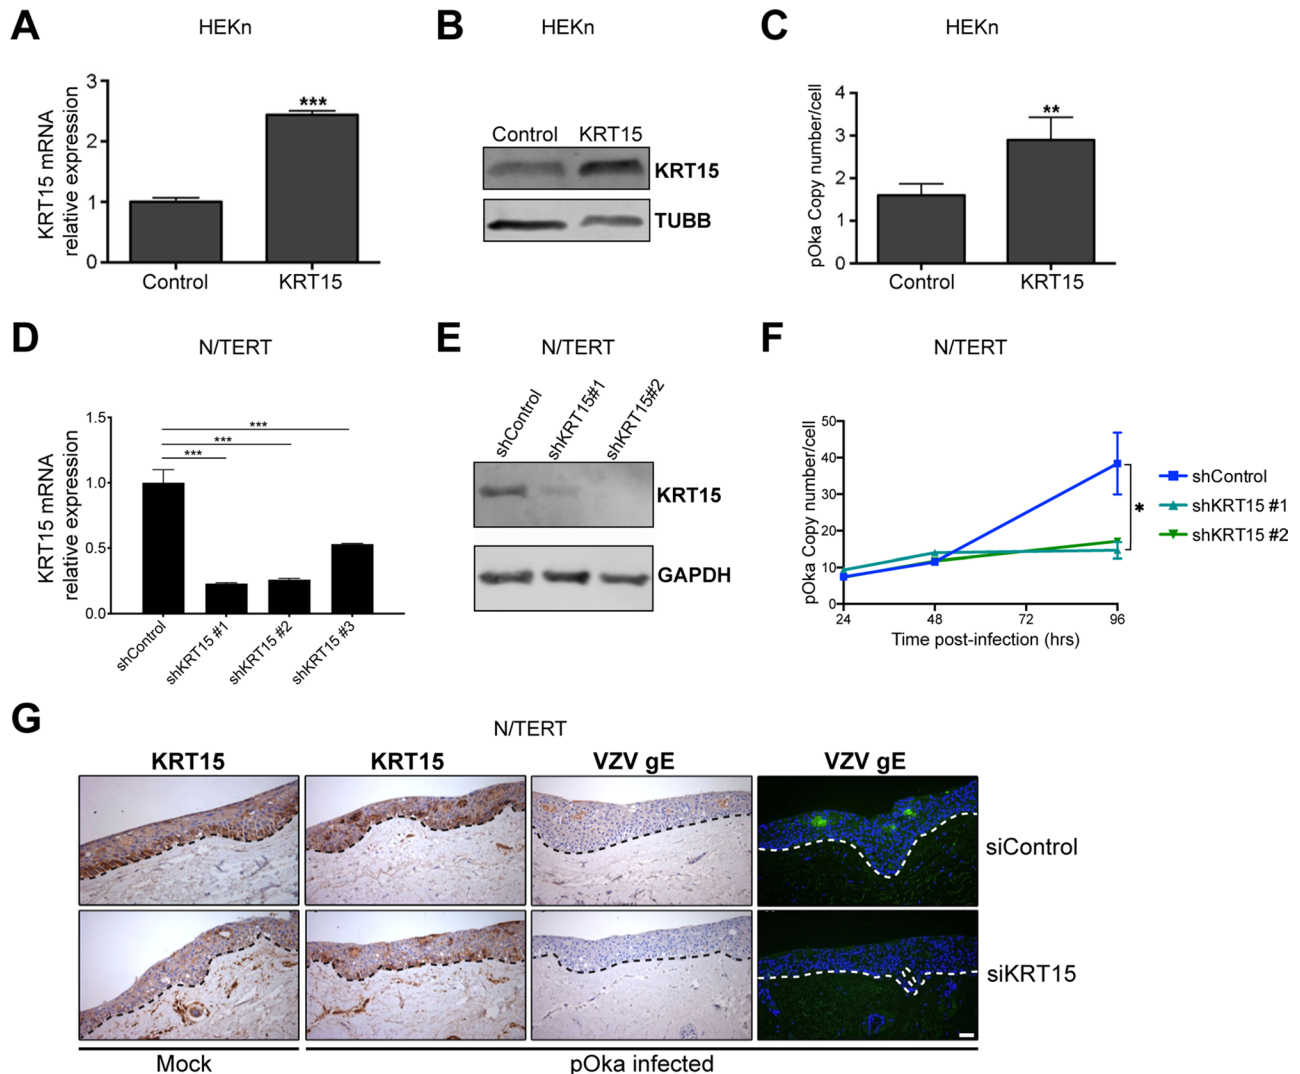 A
HEKn
KRT15 mRNA
relative expression
3
2
1
0
***
Control
KRT15
B
HEKn
Control KRT15
KRT15
TUBB
C
HEKn
pOka Copy number/cell
4
3
2
1
0
**
Control
KRT15
D
N/TERT
KRT15 mRNA
relative expression
1.5
1.0
0.5
0.0
***
***
***
shControl
shKRT15 #1
shKRT15 #2
shKRT15 #3
E
N/TERT
shControl
shKRT15#1
shKRT15#2
KRT15
GAPDH
F
N/TERT
pOka Copy number/cell
50
40
30
20
10
0
24
48
72
96
Time post-infection (hrs)
*
shControl
shKRT15 #1
shKRT15 #2
G
N/TERT
KRT15
KRT15
VZV gE
VZV gE
siControl
siKRT15
Mock
pOka infected